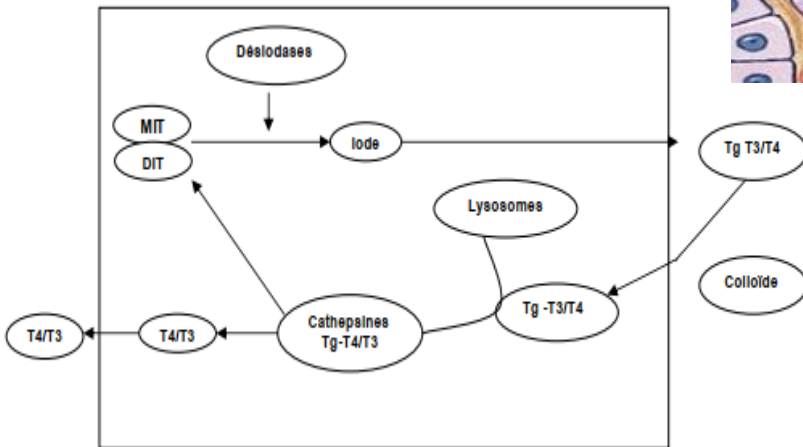 Désiodases
MIT
DIT
Iode
Tg T3/T4
Lysosomes
Colloïde
Tg -T3/T4
Cathepsines
Tg-T4/T3
T4/T3
T4/T3